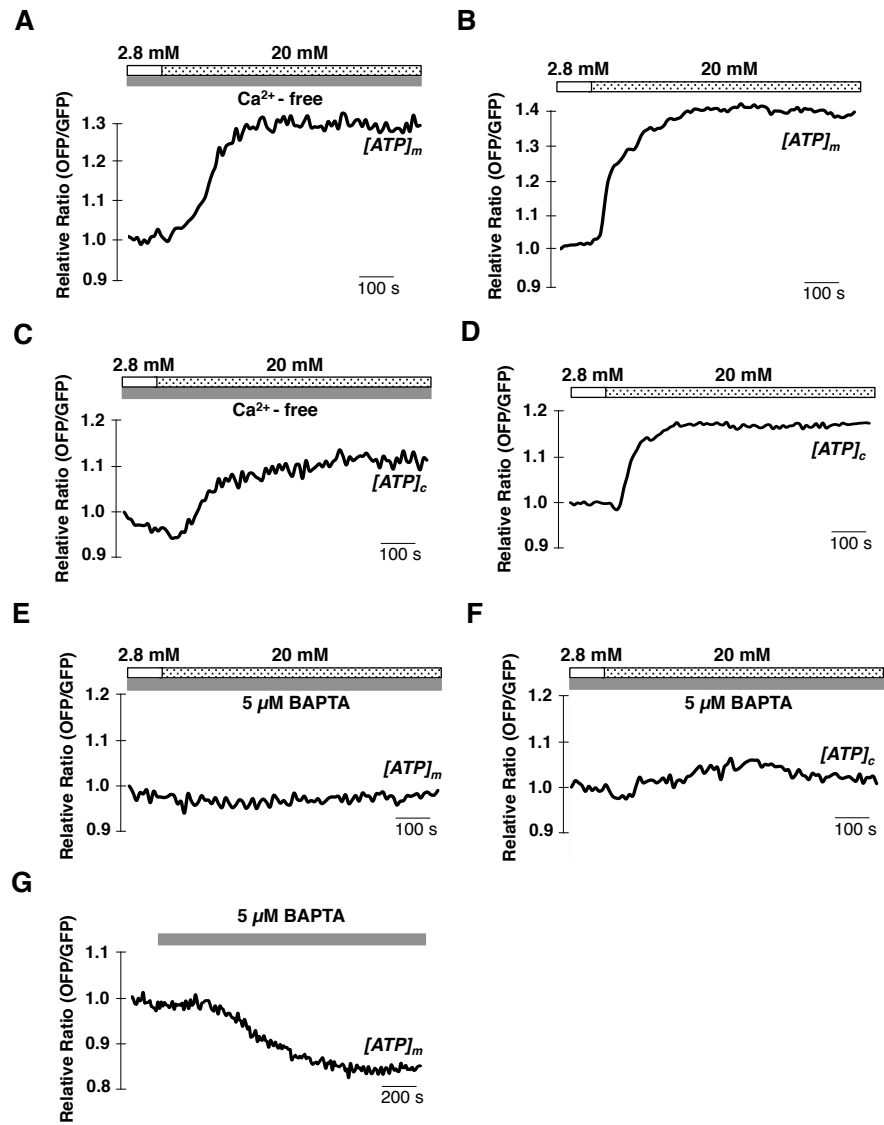 A
2.8 mM 20 mM
Ca²⁺ - free
Relative Ratio (OFP/GFP)
1.3
1.2
1.1
1.0
0.9
[ATP]m
100 s
B
2.8 mM 20 mM
Relative Ratio (OFP/GFP)
1.4
1.3
1.2
1.1
1.0
0.9
[ATP]m
100 s
C
2.8 mM 20 mM
Ca²⁺ - free
Relative Ratio (OFP/GFP)
1.2
1.1
1.0
0.9
[ATP]c
100 s
D
2.8 mM 20 mM
Relative Ratio (OFP/GFP)
1.2
1.1
1.0
0.9
[ATP]c
100 s
E
2.8 mM 20 mM
5 µM BAPTA
Relative Ratio (OFP/GFP)
1.2
1.1
1.0
0.9
[ATP]m
100 s
F
2.8 mM 20 mM
5 µM BAPTA
Relative Ratio (OFP/GFP)
1.2
1.1
1.0
0.9
[ATP]c
100 s
G
5 µM BAPTA
Relative Ratio (OFP/GFP)
1.1
1.0
0.9
0.8
[ATP]m
200 s